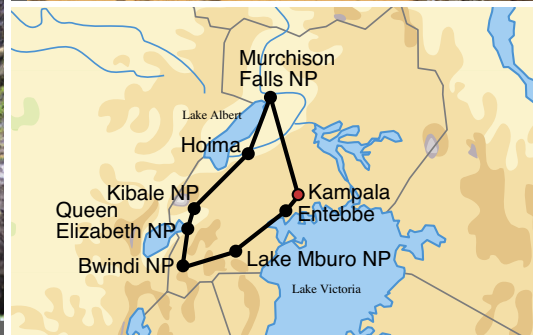 Murchison
Falls NP
Lake Albert
Hoima
Kibale NP
Kampala
Queen
Elizabeth NP
Entebbe
Bwindi NP
Lake Mburo NP
Lake Victoria